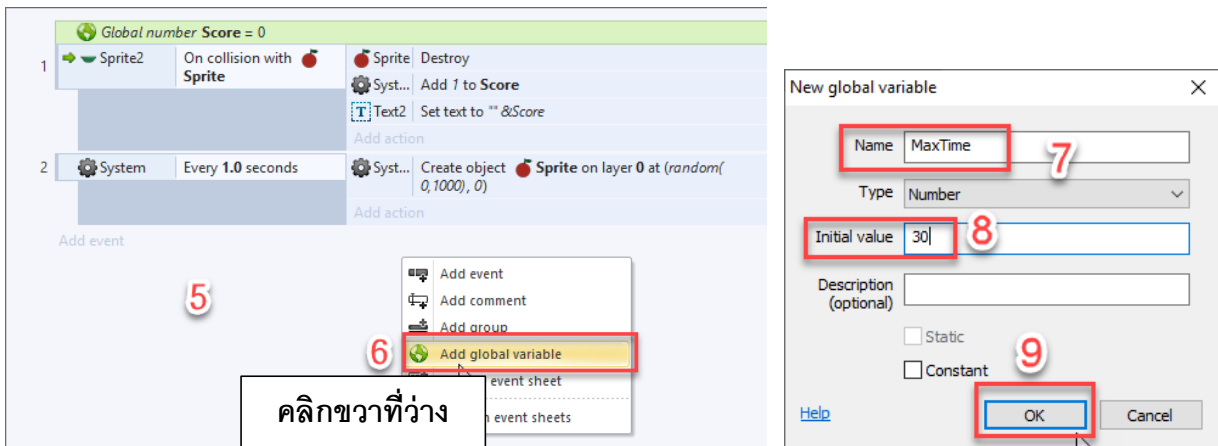 Global number Score = 0
1
Sprite2
On collision with
Sprite
Sprite
Destroy
Syst...
Add 1 to Score
T
Text2
Set text to "" &Score
Add action
2
System
Every 1.0 seconds
Syst...
Create object Sprite on layer 0 at (random(
0,1000), 0)
Add action
Add event
5
Add event
Add comment
Add group
6
Add global variable
event sheet
event sheets
คลิกขวาที่ว่าง
New global variable
Name
MaxTime
7
Type
Number
Initial value
30
8
Description
(optional)
Static
Constant
9
Help
OK
Cancel